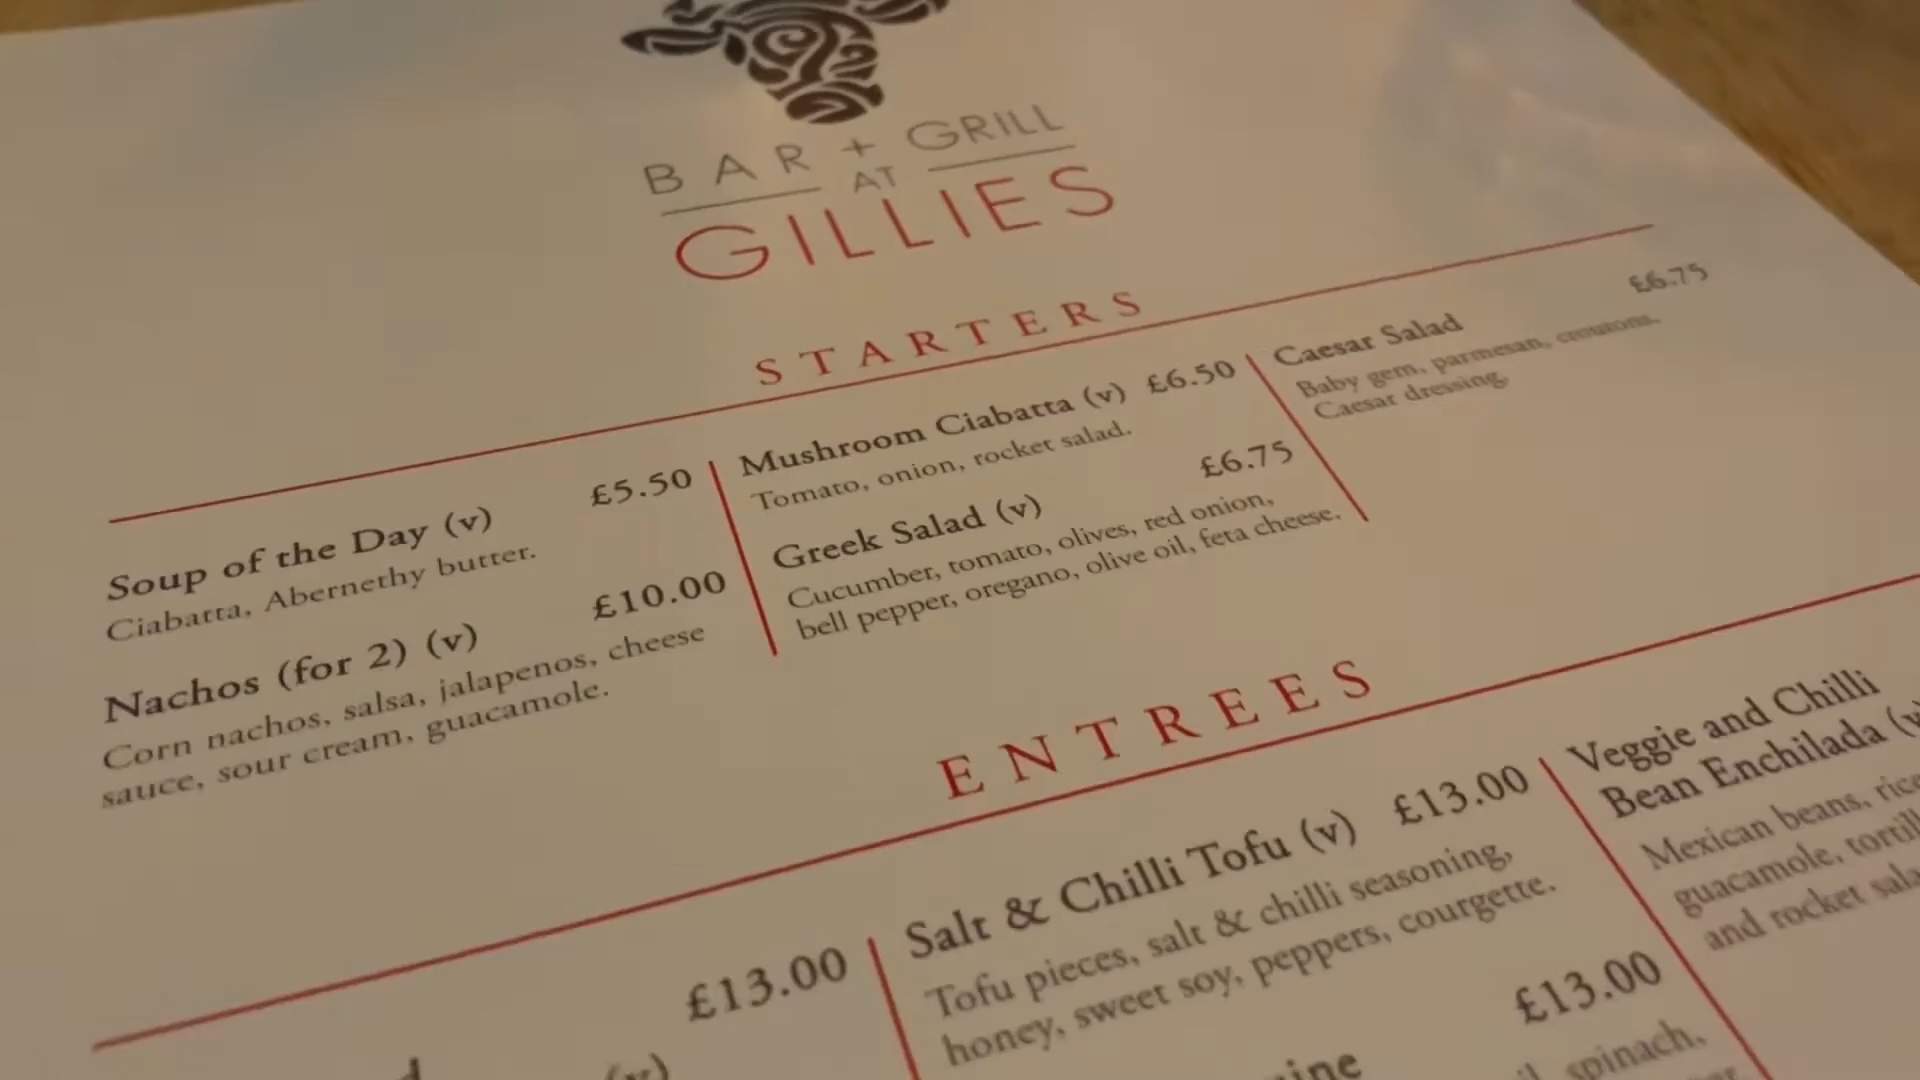 BAR + GRILL
AT
GILLIES
STARTERS
Soup of the Day (v) £5.50
Ciabatta, Abernethy butter.
Nachos (for 2) (v) £10.00
Corn nachos, salsa, jalapenos, cheese
sauce, sour cream, guacamole.
Mushroom Ciabatta (v) £6.50
Tomato, onion, rocket salad.
Greek Salad (v) £6.75
Cucumber, tomato, olives, red onion,
bell pepper, oregano, olive oil, feta cheese.
Caesar Salad £6.75
Baby gem, parmesan, croutons,
Caesar dressing.
ENTREES
£13.00
(v)
Salt & Chilli Tofu (v) £13.00
Tofu pieces, salt & chilli seasoning,
honey, sweet soy, peppers, courgette.
£13.00
spinach,
Veggie and Chilli
Bean Enchilada (v
Mexican beans, rice
guacamole, tortill
and rocket sala